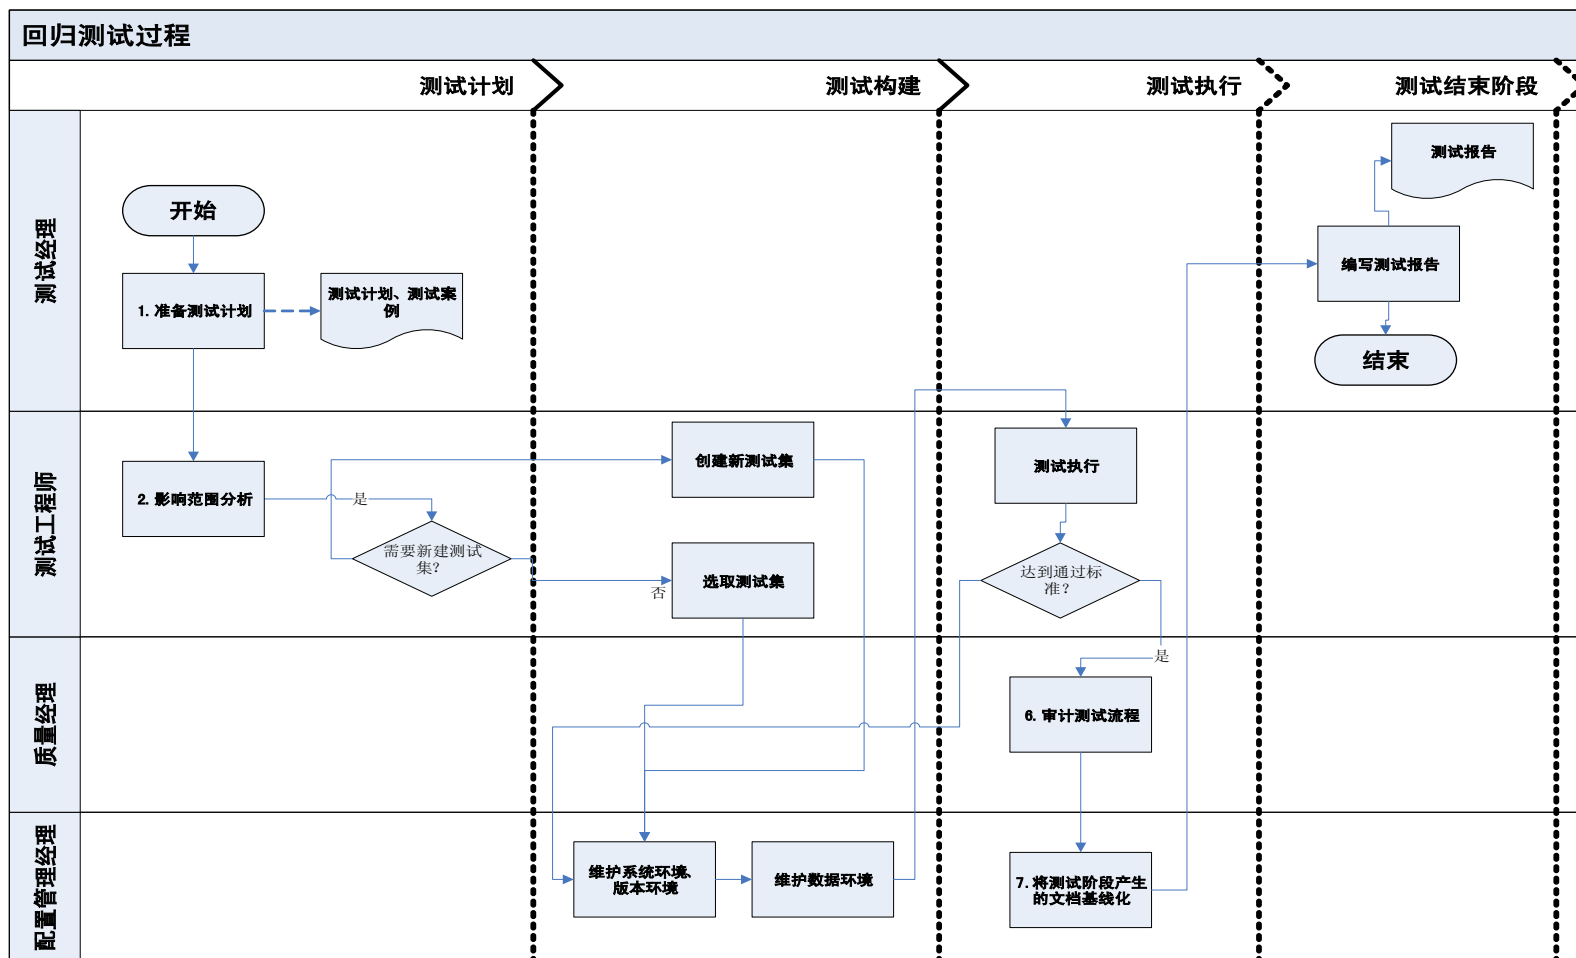 回归测试过程
测试计划
测试构建
测试执行
测试结束阶段
测试经理
开始
1. 准备测试计划
测试计划、测试案
例
测试报告
编写测试报告
结束
测试工程师
2. 影响范围分析
是
需要新建测试
集?
创建新测试集
否
选取测试集
测试执行
达到通过标
准?
是
质量经理
6. 审计测试流程
配置管理经理
维护系统环境、
版本环境
维护数据环境
7. 将测试阶段产生
的文档基线化